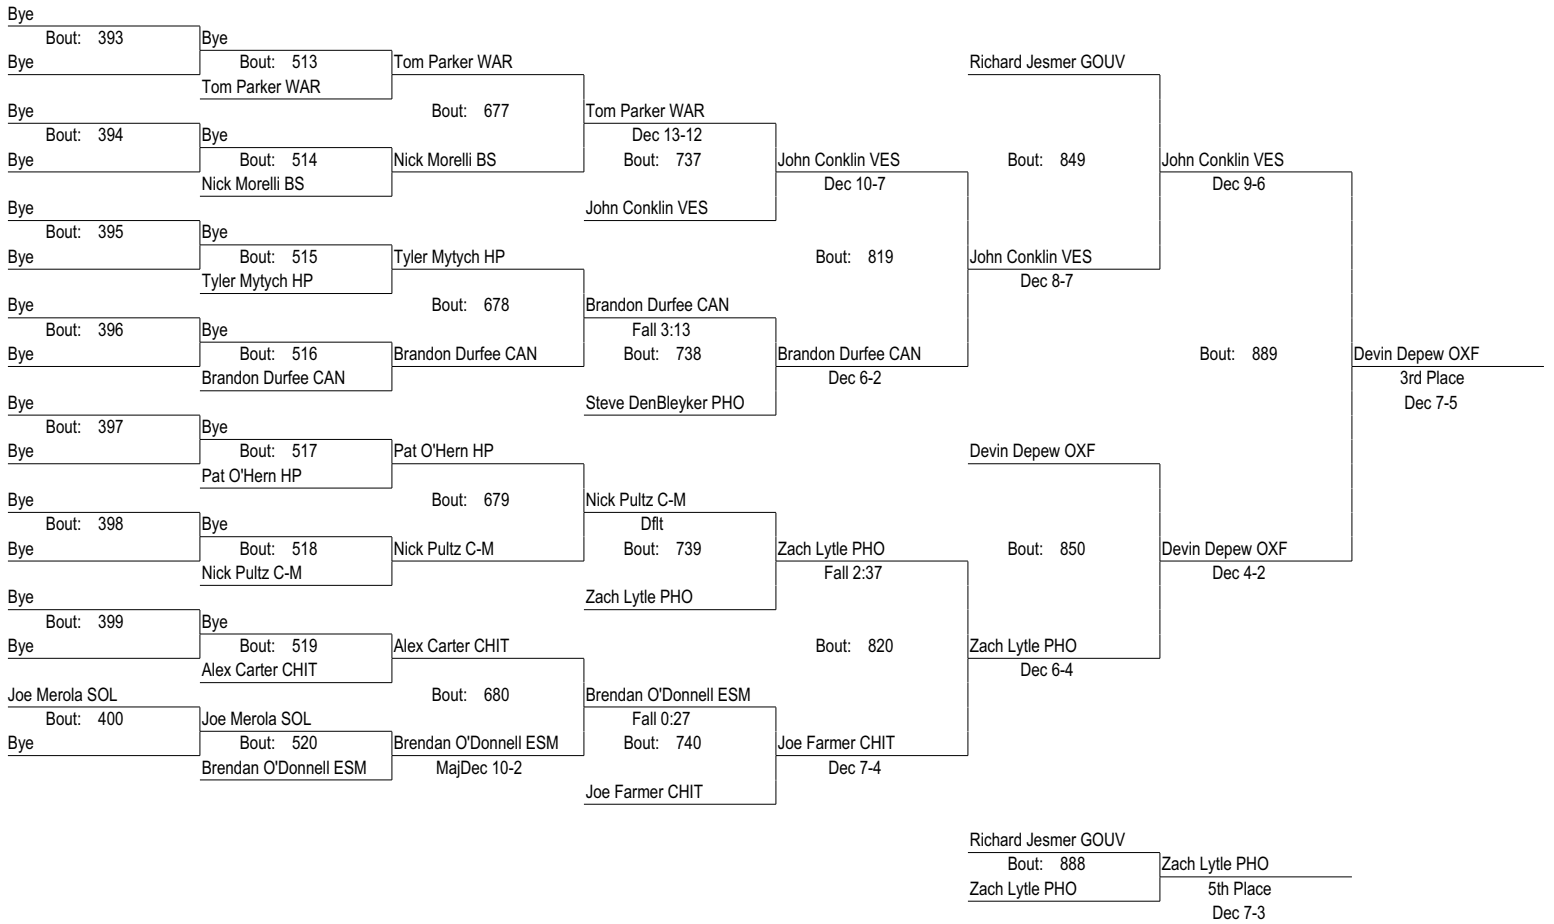 Bye
Bout: 393 Bye
Bye Bout: 513 Tom Parker WAR Richard Jesmer GOUV
Tom Parker WAR
Bye Bout: 677 Tom Parker WAR
Bout: 394 Bye Dec 13-12
Bye Bout: 514 Nick Morelli BS Bout: 737 John Conklin VES Bout: 849 John Conklin VES
Nick Morelli BS Dec 10-7 Dec 9-6
Bye John Conklin VES
Bout: 395 Bye
Bye Bout: 515 Tyler Mytych HP Bout: 819 John Conklin VES
Tyler Mytych HP Dec 8-7
Bye Bout: 678 Brandon Durfee CAN
Bout: 396 Bye Fall 3:13
Bye Bout: 516 Brandon Durfee CAN Bout: 738 Brandon Durfee CAN Bout: 889 Devin Depew OXF
Brandon Durfee CAN Dec 6-2 3rd Place
Bye Steve DenBleyker PHO Dec 7-5
Bout: 397 Bye
Bye Bout: 517 Pat O'Hern HP Devin Depew OXF
Pat O'Hern HP
Bye Bout: 679 Nick Pultz C-M
Bout: 398 Bye Dflt
Bye Bout: 518 Nick Pultz C-M Bout: 739 Zach Lytle PHO Bout: 850 Devin Depew OXF
Nick Pultz C-M Fall 2:37 Dec 4-2
Bye Zach Lytle PHO
Bout: 399 Bye
Bye Bout: 519 Alex Carter CHIT Bout: 820 Zach Lytle PHO
Alex Carter CHIT Dec 6-4
Joe Merola SOL Bout: 680 Brendan O'Donnell ESM
Bout: 400 Joe Merola SOL Fall 0:27
Bye Bout: 520 Brendan O'Donnell ESM Bout: 740 Joe Farmer CHIT
Brendan O'Donnell ESM MajDec 10-2 Dec 7-4
Joe Farmer CHIT
Richard Jesmer GOUV
Bout: 888 Zach Lytle PHO
Zach Lytle PHO 5th Place
Dec 7-3